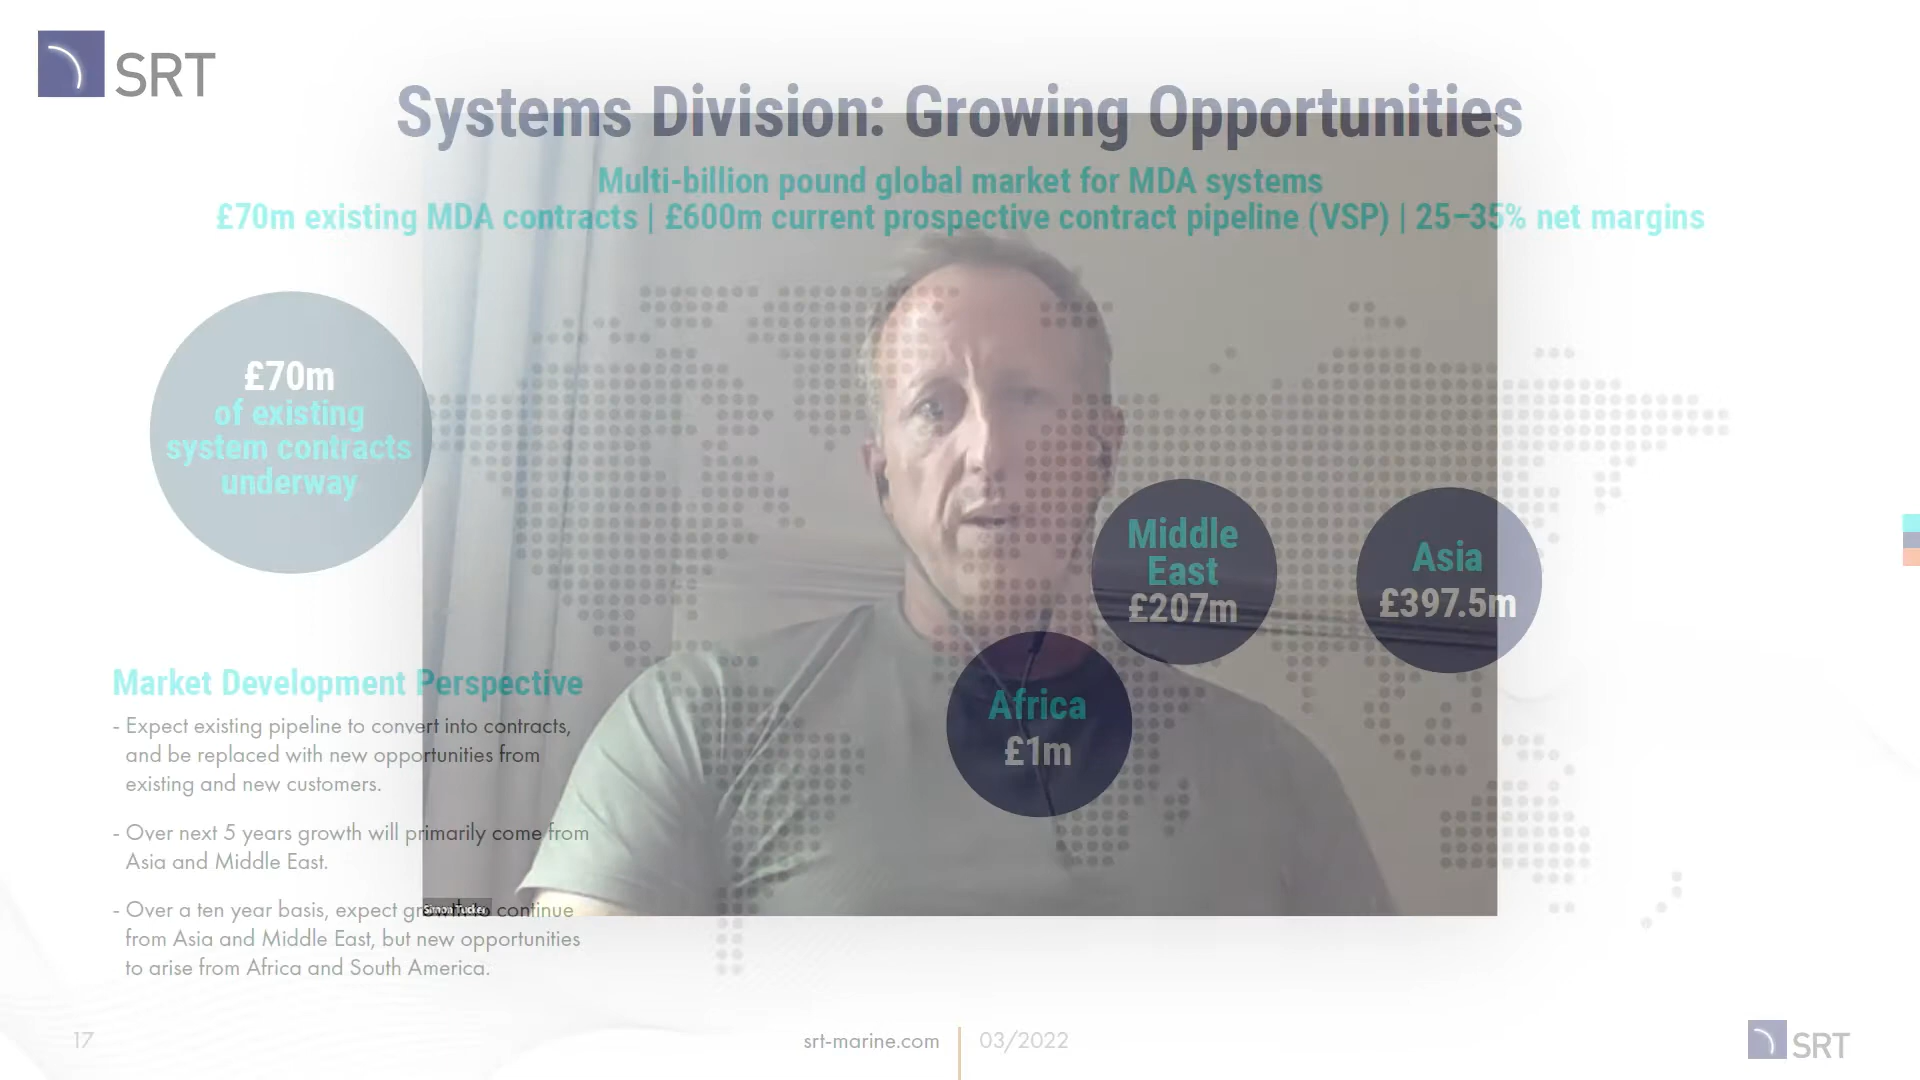 SRT
Systems Division: Growing Opportunities
Multi-billion pound global market for MDA systems
£70m existing MDA contracts | £600m current prospective contract pipeline (VSP) | 25–35% net margins
£70m
of existing
system contracts
underway
Middle
East
£207m
Asia
£397.5m
Africa
£1m
Market Development Perspective
- Expect existing pipeline to convert into contracts,
and be replaced with new opportunities from
existing and new customers.
- Over next 5 years growth will primarily come from
Asia and Middle East.
- Over a ten year basis, expect growth to continue
from Asia and Middle East, but new opportunities
to arise from Africa and South America.
Simon Tucker
17
srt-marine.com
03/2022
SRT